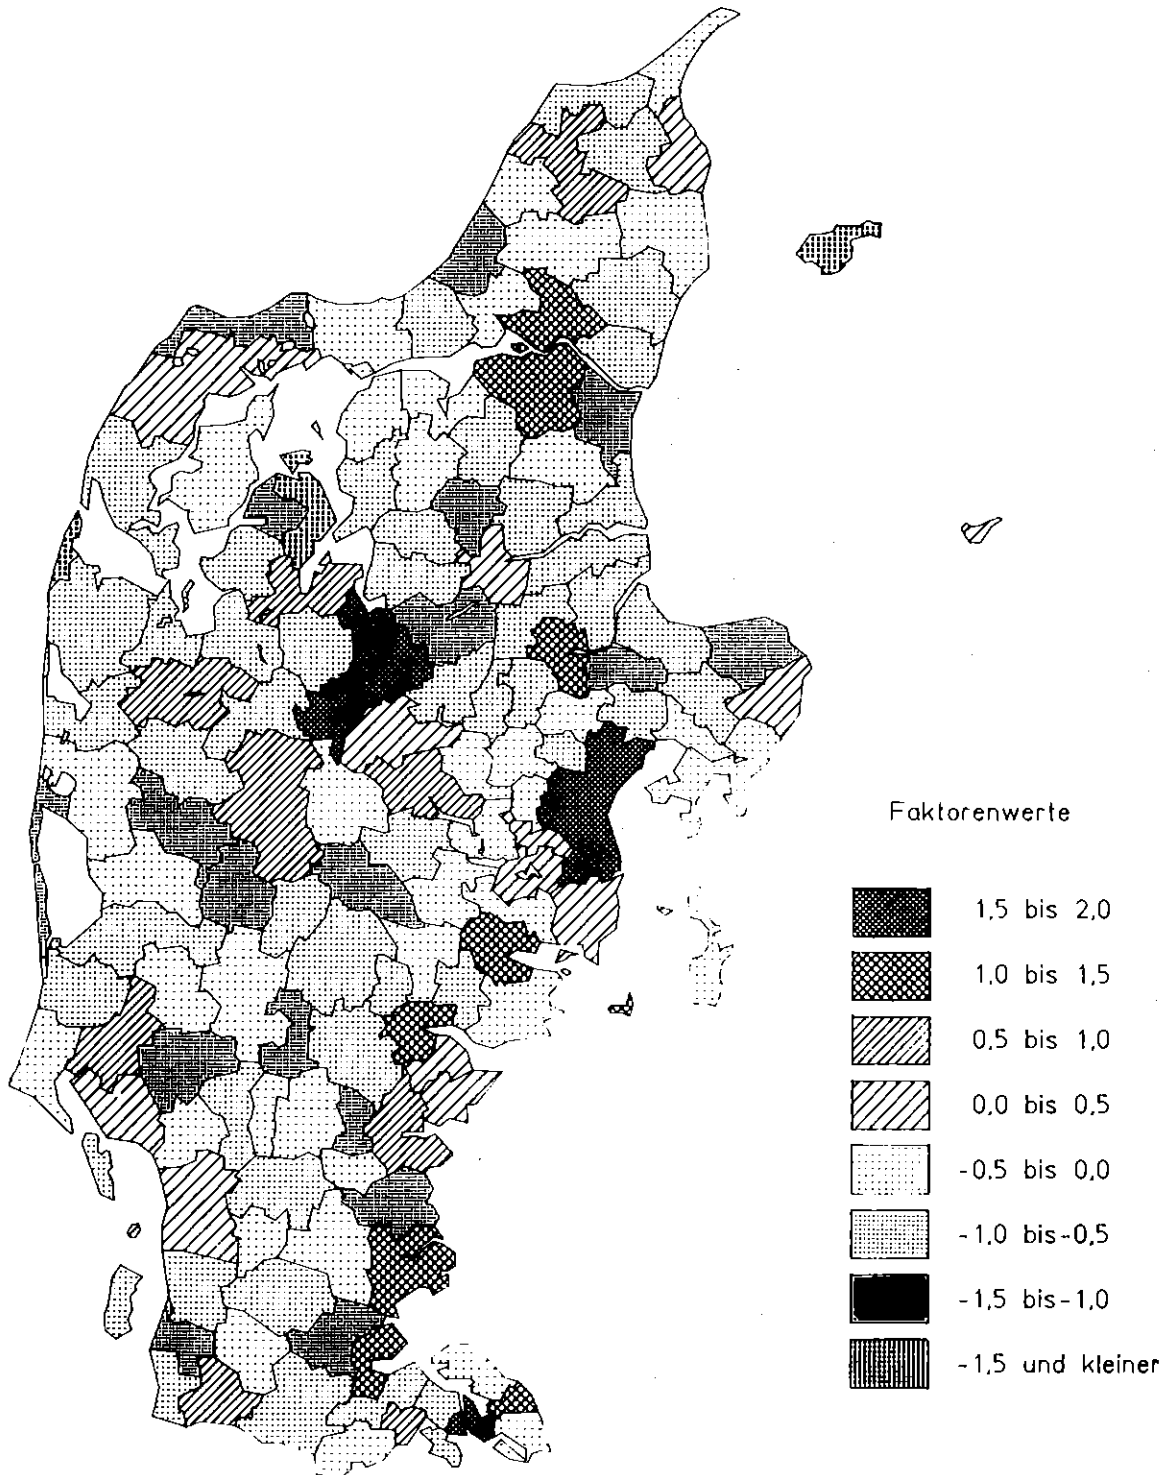 Faktorenwerte
1,5 bis 2,0
1,0 bis 1,5
0,5 bis 1,0
0,0 bis 0,5
-0,5 bis 0,0
-1,0 bis-0,5
-1,5 bis-1,0
-1,5 und kleiner